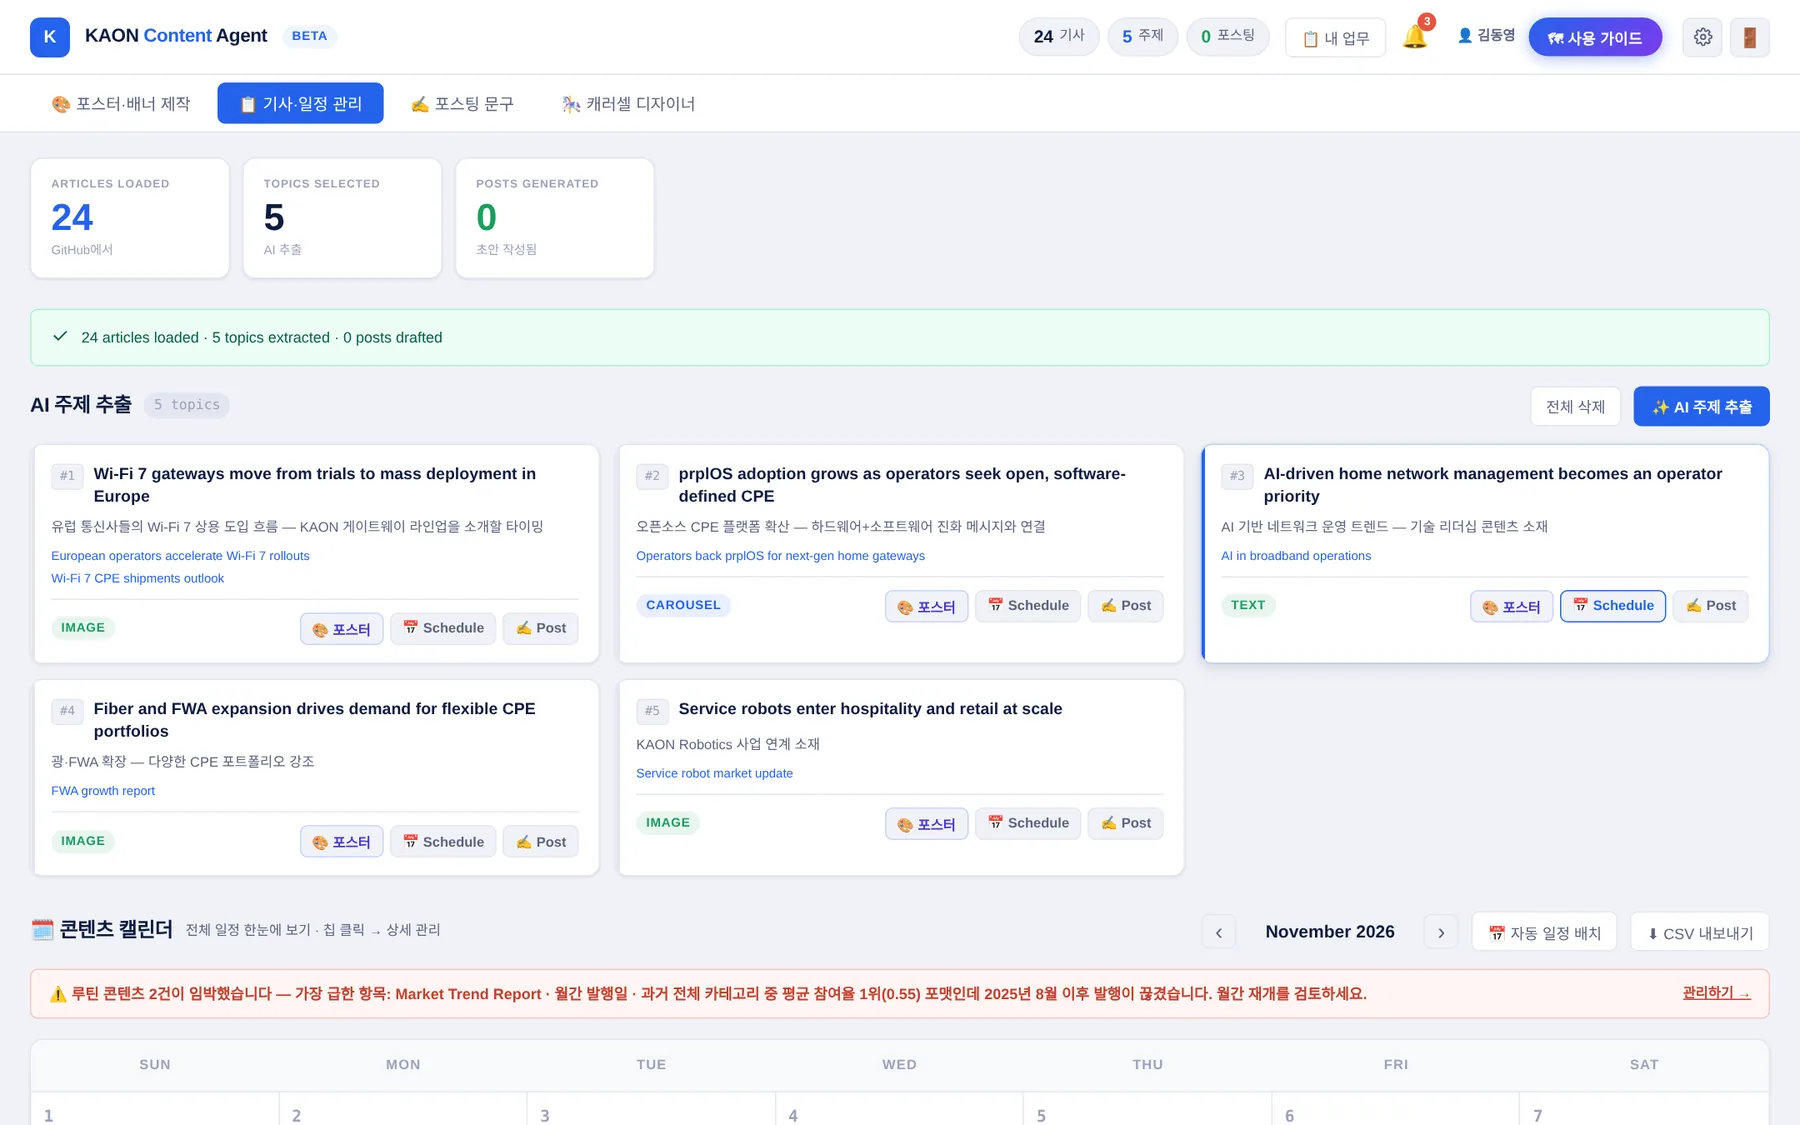 K KAON Content Agent BETA 24 기사 5 주제 0 포스팅 📋 내 업무 🔔 3 👤 김동영 🗺 사용 가이드
🎨 포스터·배너 제작 📋 기사·일정 관리 ✍️ 포스팅 문구 🎠 캐러셀 디자이너
ARTICLES LOADED
24
GitHub에서
TOPICS SELECTED
5
AI 추출
POSTS GENERATED
0
초안 작성됨
✓ 24 articles loaded · 5 topics extracted · 0 posts drafted
AI 주제 추출 5 topics 전체 삭제 ✨ AI 주제 추출
#1 Wi-Fi 7 gateways move from trials to mass deployment in
Europe
유럽 통신사들의 Wi-Fi 7 상용 도입 흐름 — KAON 게이트웨이 라인업을 소개할 타이밍
European operators accelerate Wi-Fi 7 rollouts
Wi-Fi 7 CPE shipments outlook
IMAGE 🎨 포스터 📅 Schedule ✍️ Post
#2 prplOS adoption grows as operators seek open, software-
defined CPE
오픈소스 CPE 플랫폼 확산 — 하드웨어+소프트웨어 진화 메시지와 연결
Operators back prplOS for next-gen home gateways
CAROUSEL 🎨 포스터 📅 Schedule ✍️ Post
#3 AI-driven home network management becomes an operator
priority
AI 기반 네트워크 운영 트렌드 — 기술 리더십 콘텐츠 소재
AI in broadband operations
TEXT 🎨 포스터 📅 Schedule ✍️ Post
#4 Fiber and FWA expansion drives demand for flexible CPE
portfolios
광·FWA 확장 — 다양한 CPE 포트폴리오 강조
FWA growth report
IMAGE 🎨 포스터 📅 Schedule ✍️ Post
#5 Service robots enter hospitality and retail at scale
KAON Robotics 사업 연계 소재
Service robot market update
IMAGE 🎨 포스터 📅 Schedule ✍️ Post
🗓️ 콘텐츠 캘린더 전체 일정 한눈에 보기 · 칩 클릭 → 상세 관리 ‹ November 2026 › 📅 자동 일정 배치 ⬇ CSV 내보내기
⚠️ 루틴 콘텐츠 2건이 임박했습니다 — 가장 급한 항목: Market Trend Report · 월간 발행일 · 과거 전체 카테고리 중 평균 참여율 1위(0.55) 포맷인데 2025년 8월 이후 발행이 끊겼습니다. 월간 재개를 검토하세요. 관리하기 →
SUN MON TUE WED THU FRI SAT
1 2 3 4 5 6 7